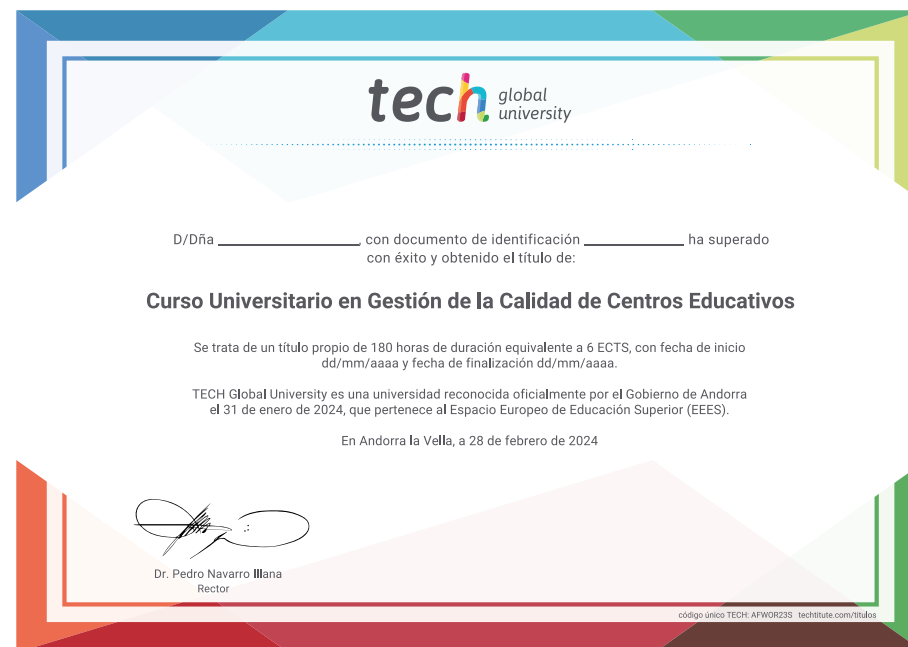 tech global university
D/Dña ____________________, con documento de identificación ______________ ha superado
con éxito y obtenido el título de:
Curso Universitario en Gestión de la Calidad de Centros Educativos
Se trata de un título propio de 180 horas de duración equivalente a 6 ECTS, con fecha de inicio
dd/mm/aaaa y fecha de finalización dd/mm/aaaa.
TECH Global University es una universidad reconocida oficialmente por el Gobierno de Andorra
el 31 de enero de 2024, que pertenece al Espacio Europeo de Educación Superior (EEES).
En Andorra la Vella, a 28 de febrero de 2024
Dr. Pedro Navarro Illana
Rector
código único TECH: AFWOR23S techtitute.com/titulos